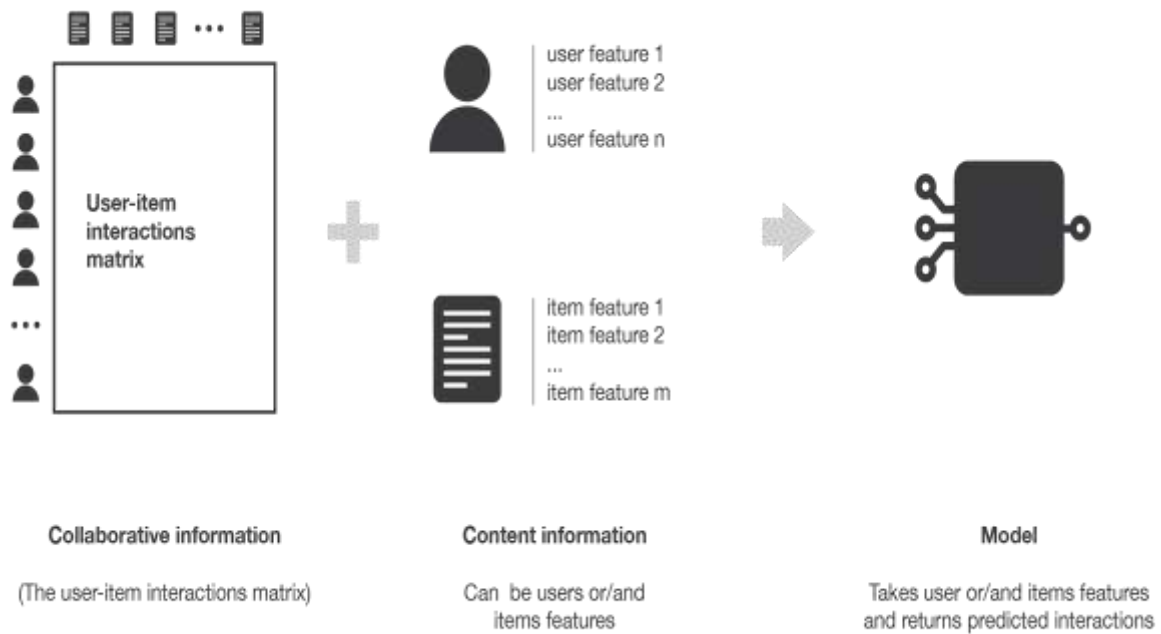 User-item
interactions
matrix
user feature 1
user feature 2
...
user feature n
item feature 1
item feature 2
...
item feature m
Collaborative information
(The user-item interactions matrix)
Content information
Can be users or/and
items features
Model
Takes user or/and items features
and returns predicted interactions